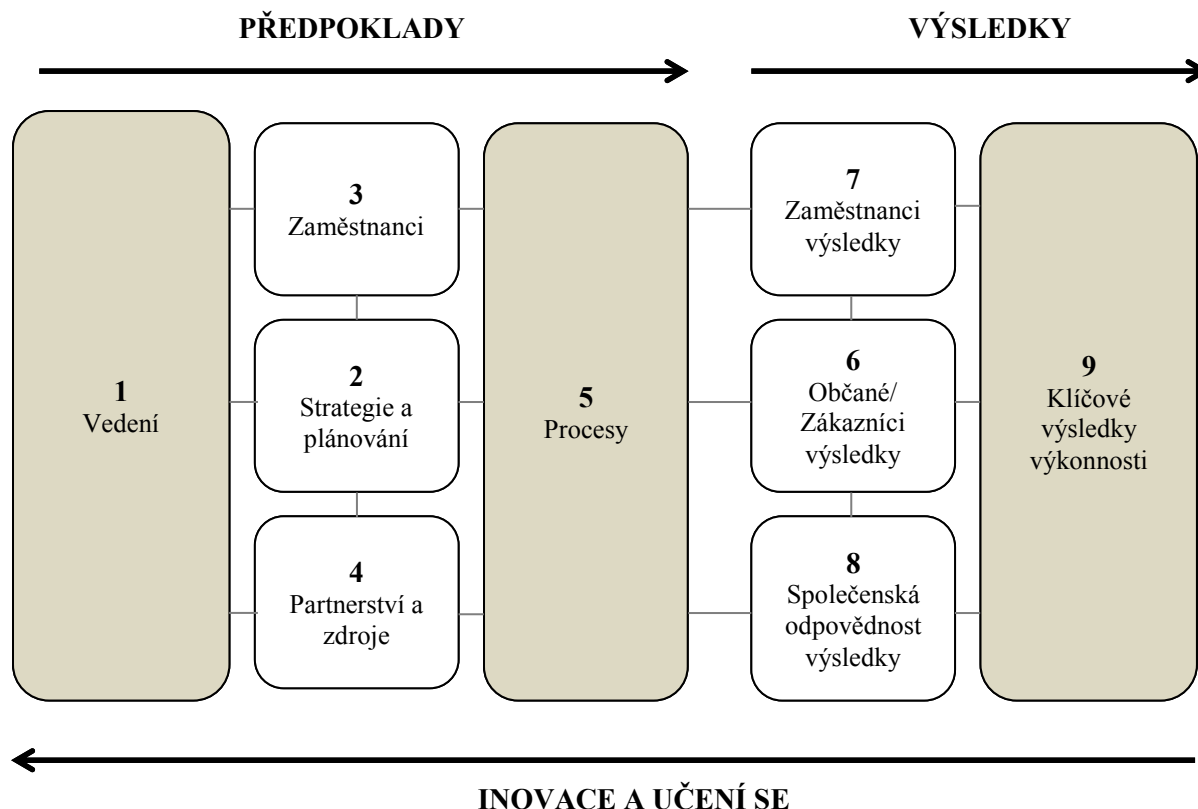 PŘEDPOKLADY
VÝSLEDKY
1
Vedení
3
Zaměstnanci
2
Strategie a
plánování
4
Partnerství a
zdroje
5
Procesy
7
Zaměstnanci
výsledky
6
Občané/
Zákazníci
výsledky
8
Společenská
odpovědnost
výsledky
9
Klíčové
výsledky
výkonnosti
INOVACE A UČENÍ SE